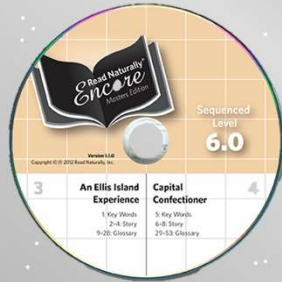 Read Naturally®
Encore
Masters Edition
Version 1.1.0
Copyright © ℗ 2012 Read Naturally, Inc.
Sequenced
Level
6.0
3
An Ellis Island
Experience
1: Key Words
2–4: Story
9–28: Glossary
Capital
Confectioner
5: Key Words
6–8: Story
29–53: Glossary
4